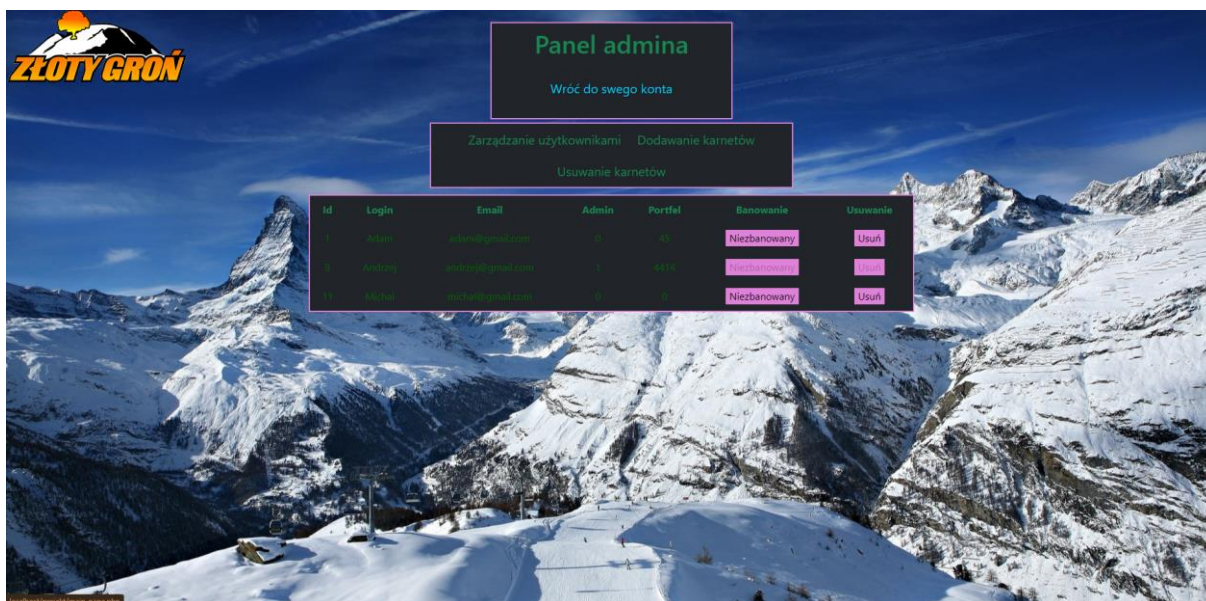 ZŁOTY GROŃ
Panel admina
Wróć do swego konta
Zarządzanie użytkownikami Dodawanie karnetów
Usuwanie karnetów
Id Login Email Admin Portfel Banowanie Usuwanie
1 Adam adam@gmail.com 0 45 Niezbanowany Usuń
Andrzej andrzej@gmail.com 1 4414 Niezbanowany Usuń
11 Michal michal@gmail.com 0 0 Niezbanowany Usuń